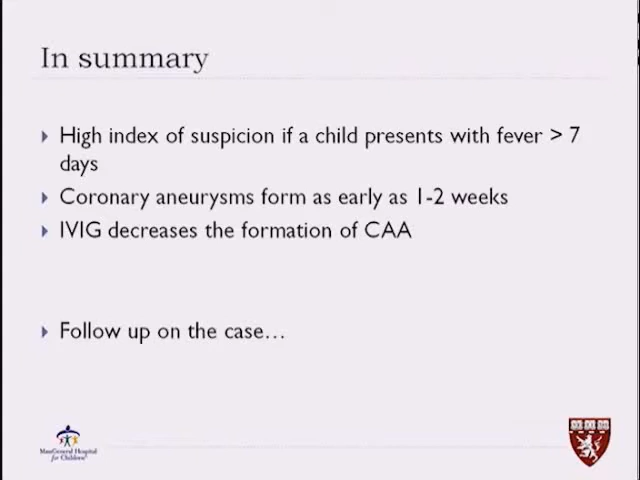 In summary
High index of suspicion if a child presents with fever > 7
days
Coronary aneurysms form as early as 1-2 weeks
IVIG decreases the formation of CAA
Follow up on the case…
MassGeneral Hospital
for Children